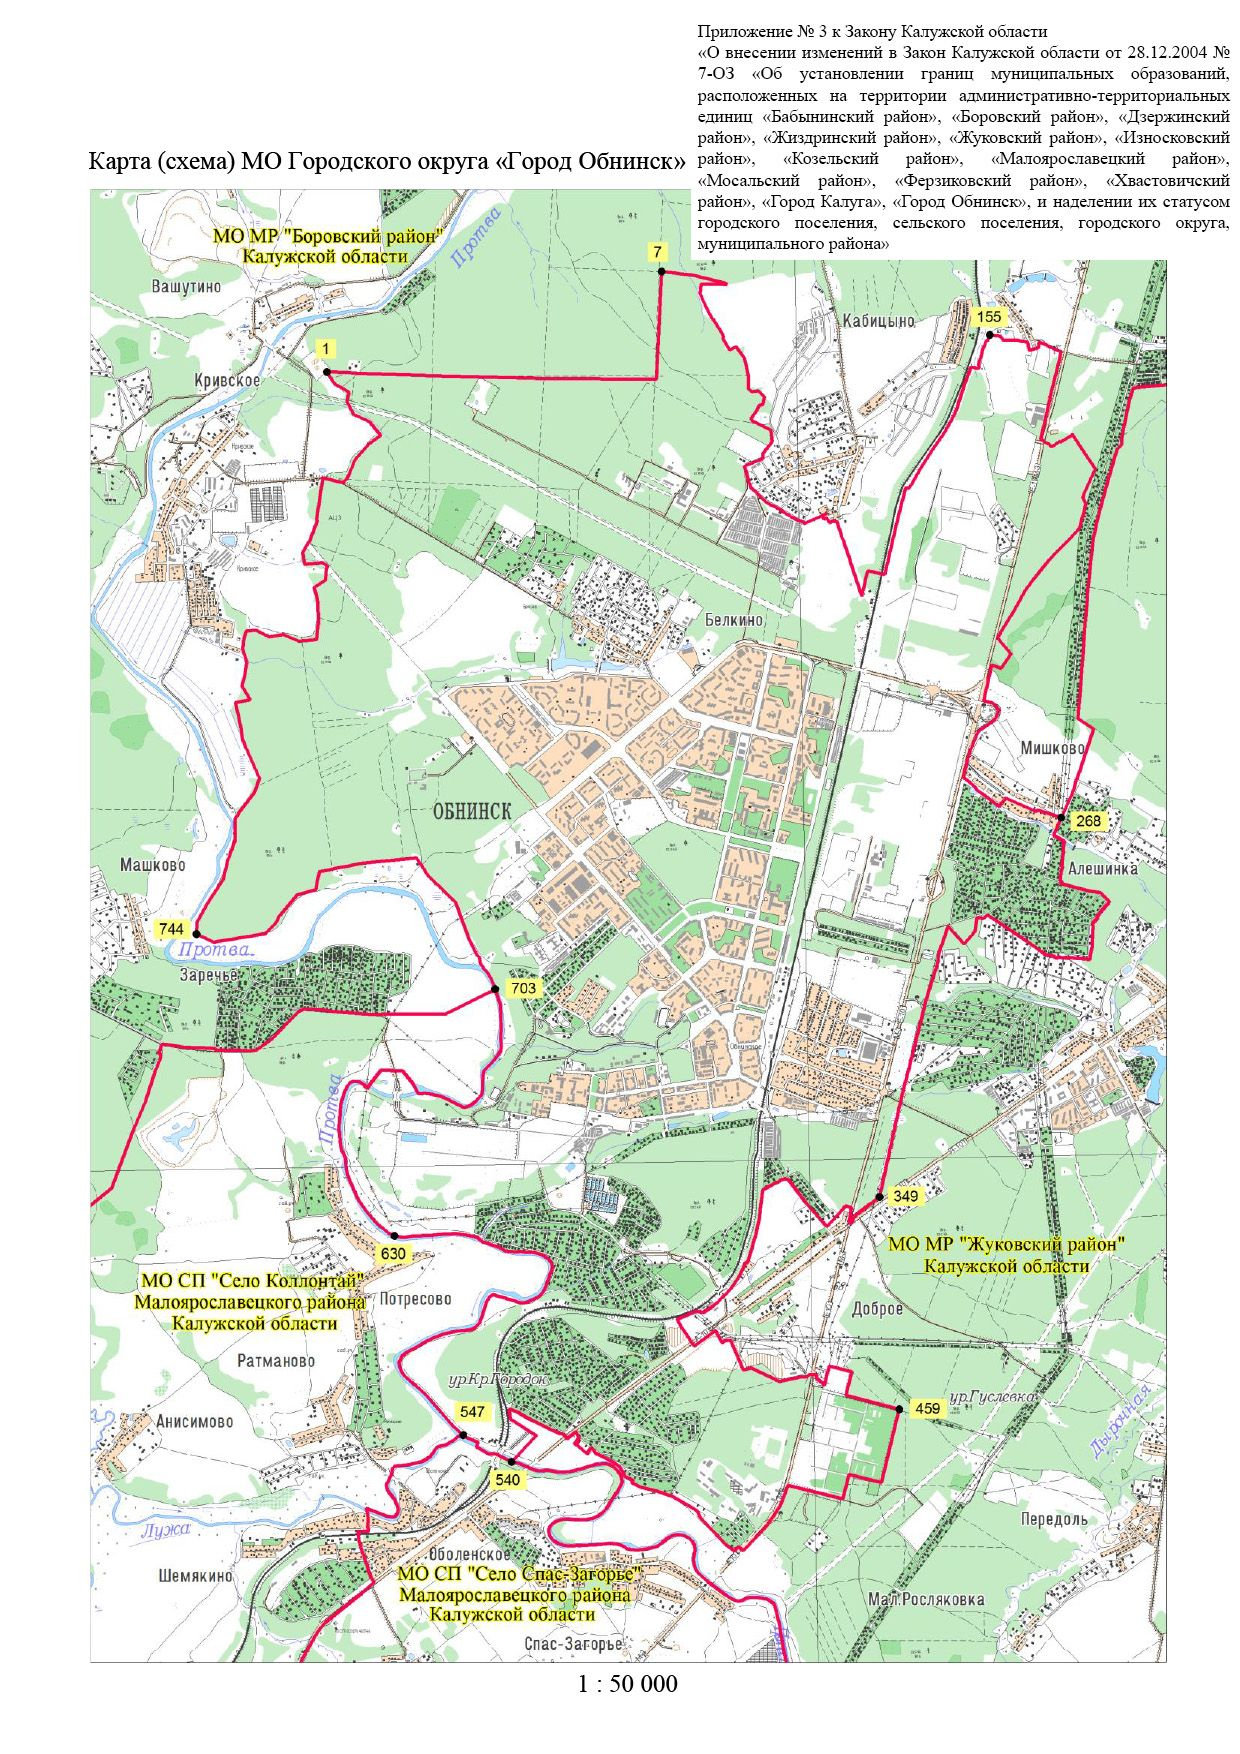 Приложение № 3 к Закону Калужской области
«О внесении изменений в Закон Калужской области от 28.12.2004 №
7-ОЗ «Об установлении границ муниципальных образований,
расположенных на территории административно-территориальных
единиц «Бабынинский район», «Боровский район», «Дзержинский
район», «Жиздринский район», «Жуковский район», «Износковский
район», «Козельский район», «Малоярославецкий район»,
«Мосальский район», «Ферзиковский район», «Хвастовичский
район», «Город Калуга», «Город Обнинск», и наделении их статусом
городского поселения, сельского поселения, городского округа,
муниципального района»
Карта (схема) МО Городского округа «Город Обнинск»
МО МР "Боровский район"
Калужской области
Протва
7
Вашутино
155
Кабицыно
1
Кривское
Кривское
АЦЗ
Кривское
Белкино
Мишково
ОБНИНСК
268
Машково
Алешинка
744
Протва
Заречье
703
Обнинское
Протва
349
630
МО МР "Жуковский район"
Калужской области
МО СП "Село Коллонтай"
Малоярославецкого района
Калужской области
Потресово
Доброе
Ратманово
ур.Кр.Городок
ур.Гуслевка
459
547
Анисимово
Дырочная
540
Лужа
Передоль
Оболенское
Шемякино
МО СП "Село Спас-Загорье"
Малоярославецкого района
Калужской области
Мал.Росляковка
Спас-Загорье
1 : 50 000